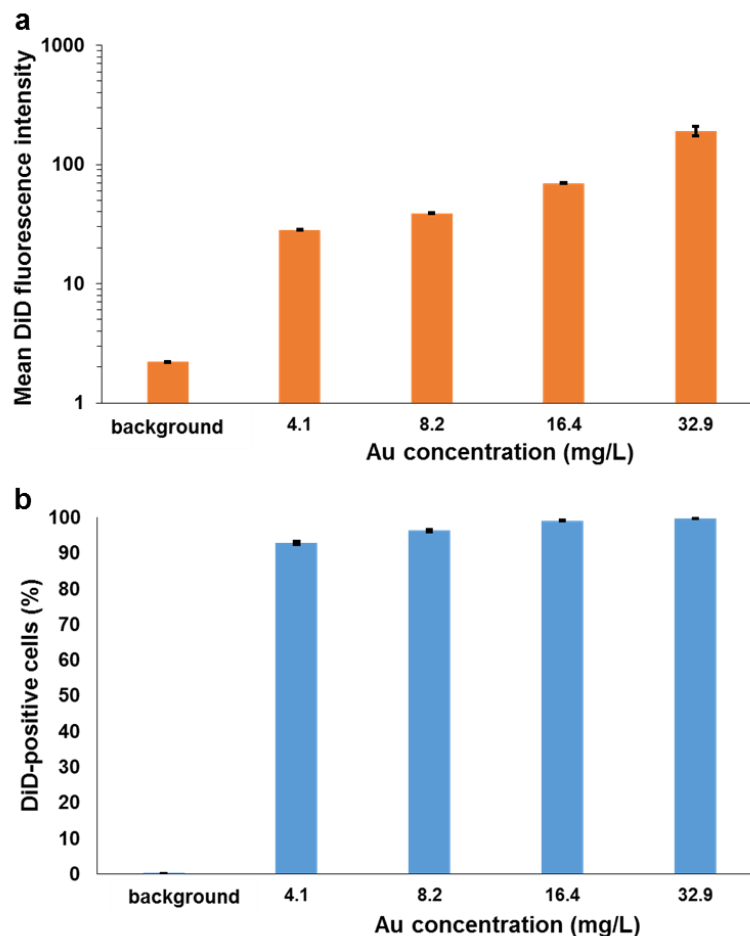 a
Mean DiD fluorescence intensity
1000
100
10
1
background 4.1 8.2 16.4 32.9
Au concentration (mg/L)
b
DiD-positive cells (%)
100
90
80
70
60
50
40
30
20
10
0
background 4.1 8.2 16.4 32.9
Au concentration (mg/L)